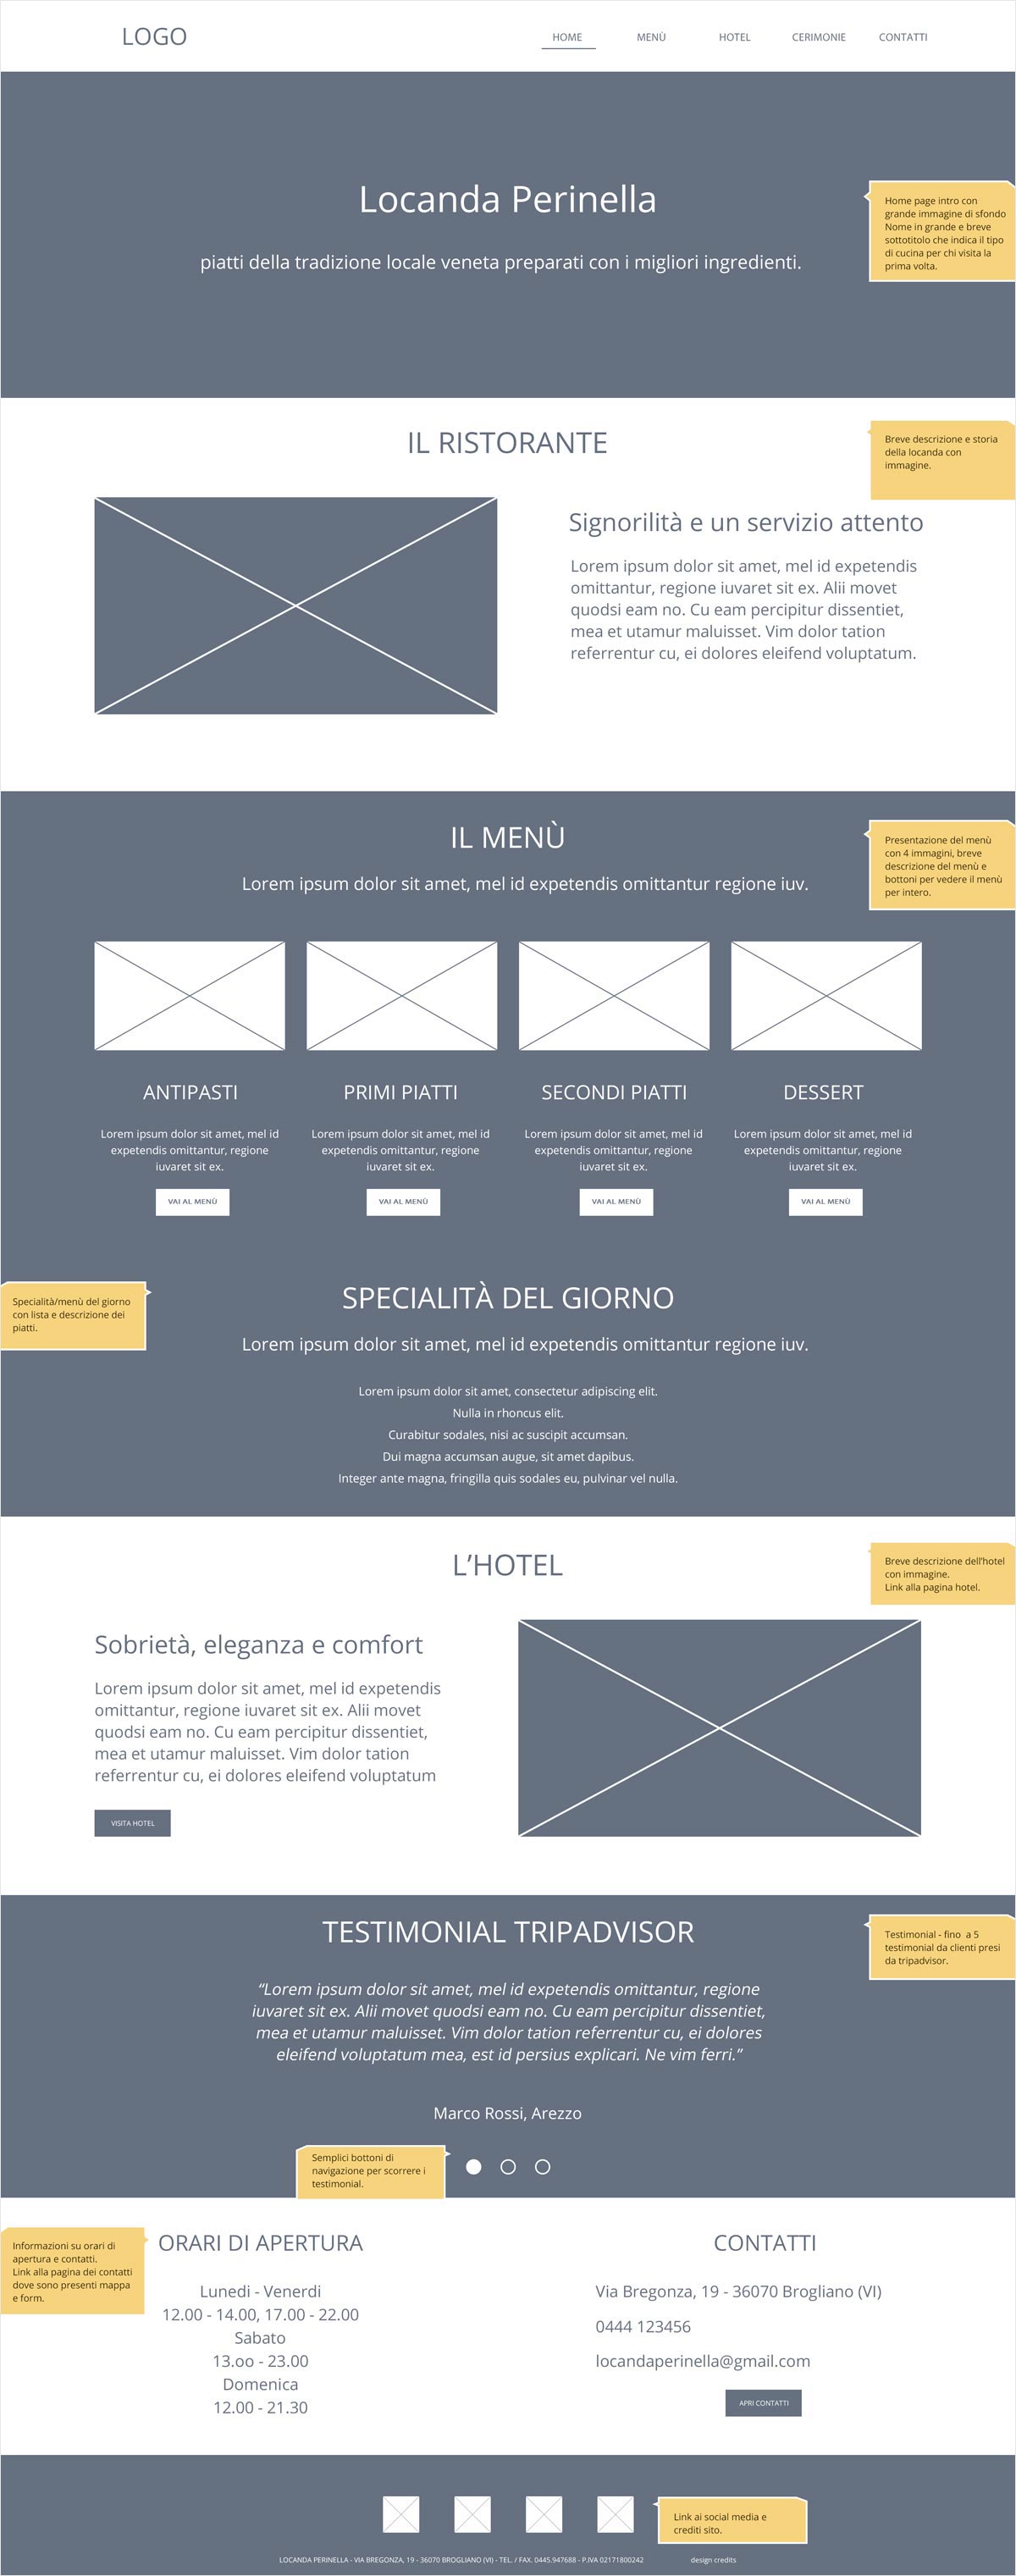 LOGO
HOME
MENÙ
HOTEL
CERIMONIE
CONTATTI
Locanda Perinella
piatti della tradizione locale veneta preparati con i migliori ingredienti.
Home page intro con
grande immagine di sfondo
Nome in grande e breve
sottotitolo che indica il tipo
di cucina per chi visita la
prima volta.
IL RISTORANTE
Breve descrizione e storia
della locanda con
immagine.
Signorilità e un servizio attento
Lorem ipsum dolor sit amet, mel id expetendis
omittantur, regione iuvaret sit ex. Alii movet
quodsi eam no. Cu eam percipitur dissentiet,
mea et utamur maluisset. Vim dolor tation
referrentur cu, ei dolores eleifend voluptatum.
IL MENÙ
Lorem ipsum dolor sit amet, mel id expetendis omittantur regione iuv.
Presentazione del menù
con 4 immagini, breve
descrizione del menù e
bottoni per vedere il menù
per intero.
ANTIPASTI
Lorem ipsum dolor sit amet, mel id
expetendis omittantur, regione
iuvaret sit ex.
VAI AL MENÙ
PRIMI PIATTI
Lorem ipsum dolor sit amet, mel id
expetendis omittantur, regione
iuvaret sit ex.
VAI AL MENÙ
SECONDI PIATTI
Lorem ipsum dolor sit amet, mel id
expetendis omittantur, regione
iuvaret sit ex.
VAI AL MENÙ
DESSERT
Lorem ipsum dolor sit amet, mel id
expetendis omittantur, regione
iuvaret sit ex.
VAI AL MENÙ
Specialità/menù del giorno
con lista e descrizione dei
piatti.
SPECIALITÀ DEL GIORNO
Lorem ipsum dolor sit amet, mel id expetendis omittantur regione iuv.
Lorem ipsum dolor sit amet, consectetur adipiscing elit.
Nulla in rhoncus elit.
Curabitur sodales, nisi ac suscipit accumsan.
Dui magna accumsan augue, sit amet dapibus.
Integer ante magna, fringilla quis sodales eu, pulvinar vel nulla.
L’HOTEL
Breve descrizione dell’hotel
con immagine.
Link alla pagina hotel.
Sobrietà, eleganza e comfort
Lorem ipsum dolor sit amet, mel id expetendis
omittantur, regione iuvaret sit ex. Alii movet
quodsi eam no. Cu eam percipitur dissentiet,
mea et utamur maluisset. Vim dolor tation
referrentur cu, ei dolores eleifend voluptatum
VISITA HOTEL
TESTIMONIAL TRIPADVISOR
Testimonial - fino a 5
testimonial da clienti presi
da tripadvisor.
“Lorem ipsum dolor sit amet, mel id expetendis omittantur, regione
iuvaret sit ex. Alii movet quodsi eam no. Cu eam percipitur dissentiet,
mea et utamur maluisset. Vim dolor tation referrentur cu, ei dolores
eleifend voluptatum mea, est id persius explicari. Ne vim ferri.”
Marco Rossi, Arezzo
Semplici bottoni di
navigazione per scorrere i
testimonial.
Informazioni su orari di
apertura e contatti.
Link alla pagina dei contatti
dove sono presenti mappa
e form.
ORARI DI APERTURA
Lunedi - Venerdi
12.00 - 14.00, 17.00 - 22.00
Sabato
13.oo - 23.00
Domenica
12.00 - 21.30
CONTATTI
Via Bregonza, 19 - 36070 Brogliano (VI)
0444 123456
locandaperinella@gmail.com
APRI CONTATTI
Link ai social media e
crediti sito.
LOCANDA PERINELLA - VIA BREGONZA, 19 - 36070 BROGLIANO (VI) - TEL. / FAX. 0445.947688 - P.IVA 02171800242
design credits